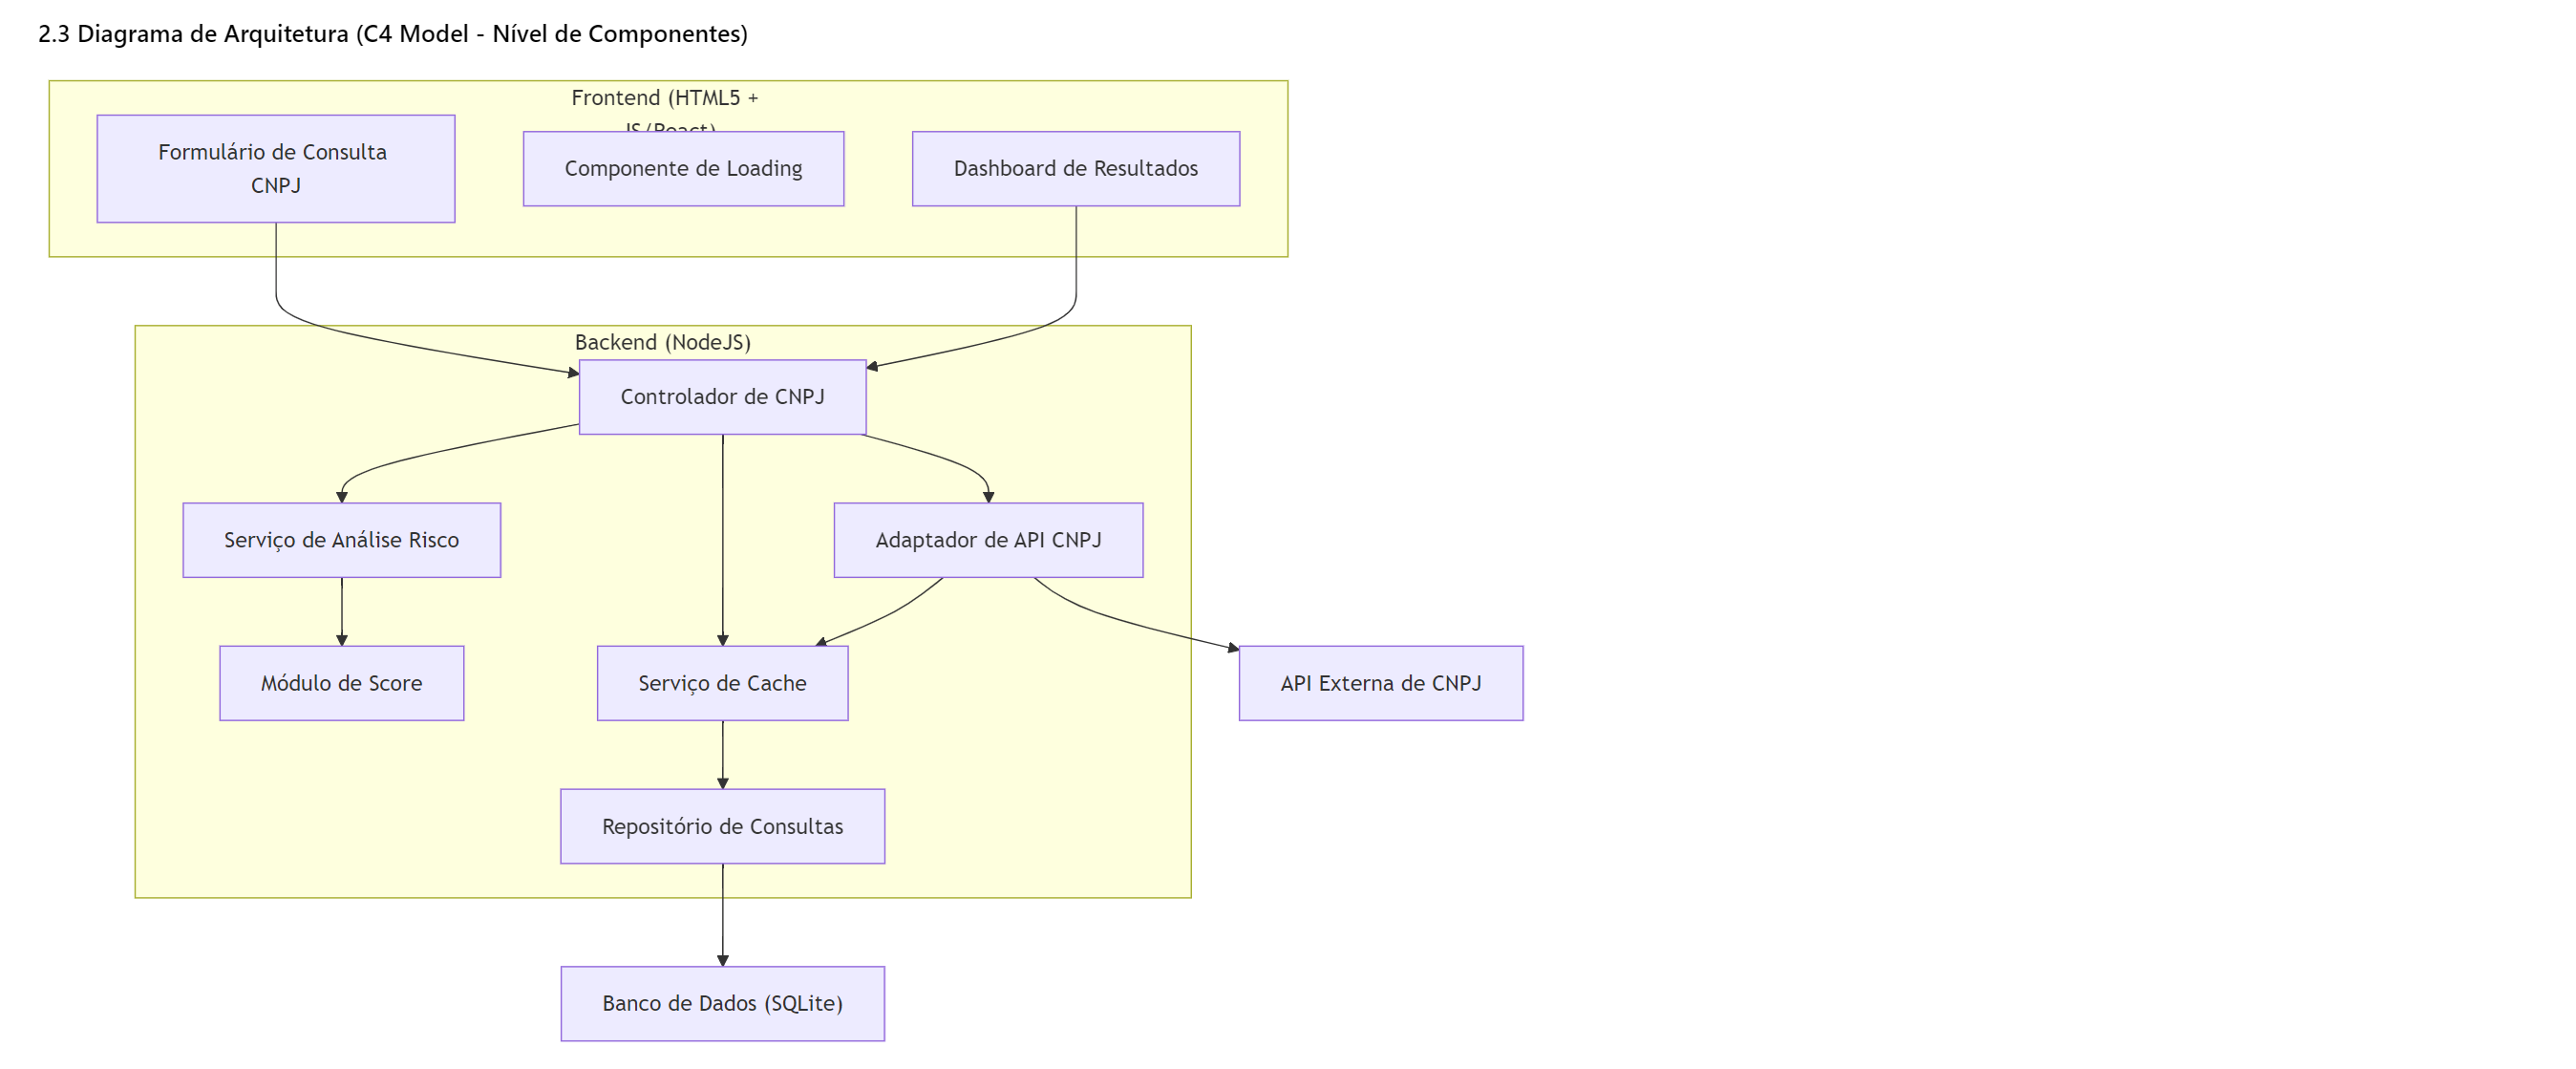 2.3 Diagrama de Arquitetura (C4 Model - Nível de Componentes)
Frontend (HTML5 +
JS/React)
Formulário de Consulta
CNPJ
Componente de Loading
Dashboard de Resultados
Backend (NodeJS)
Controlador de CNPJ
Serviço de Análise Risco
Adaptador de API CNPJ
Módulo de Score
Serviço de Cache
API Externa de CNPJ
Repositório de Consultas
Banco de Dados (SQLite)